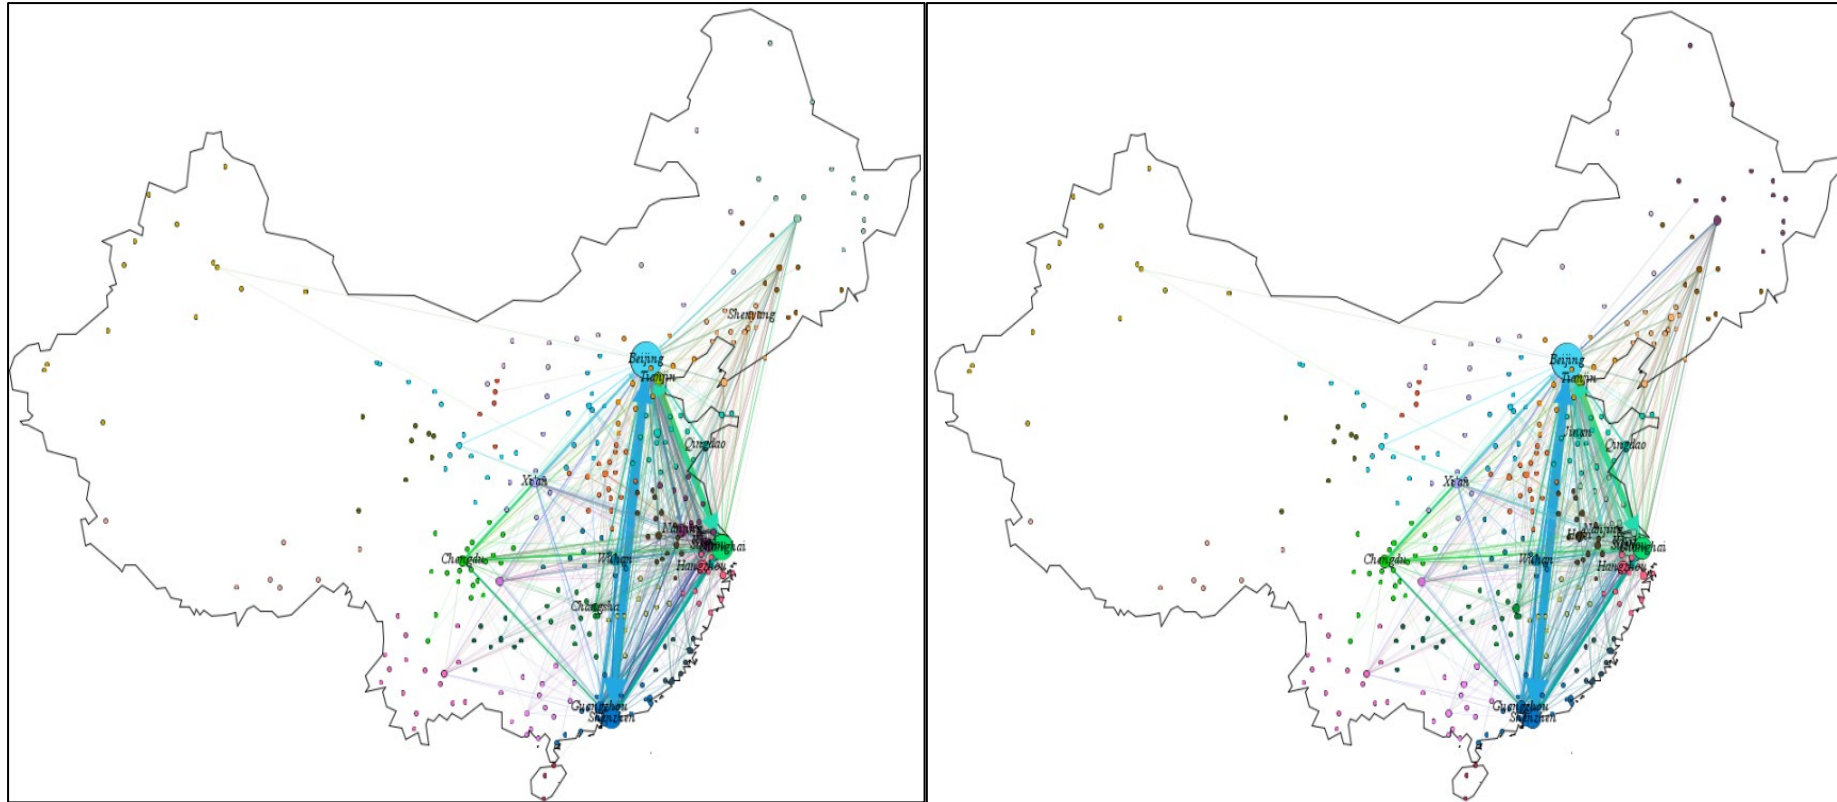 Shenyang
Beijing
Tianjin
Qingdao
Xi'an
Nanjing
Shanghai
Chengdu
Wuhan
Hangzhou
Changsha
Guangzhou
Shenzhen
Beijing
Tianjin
Jinan
Qingdao
Xi'an
Nanjing
Hefei
Shanghai
Chengdu
Wuhan
Hangzhou
Guangzhou
Shenzhen